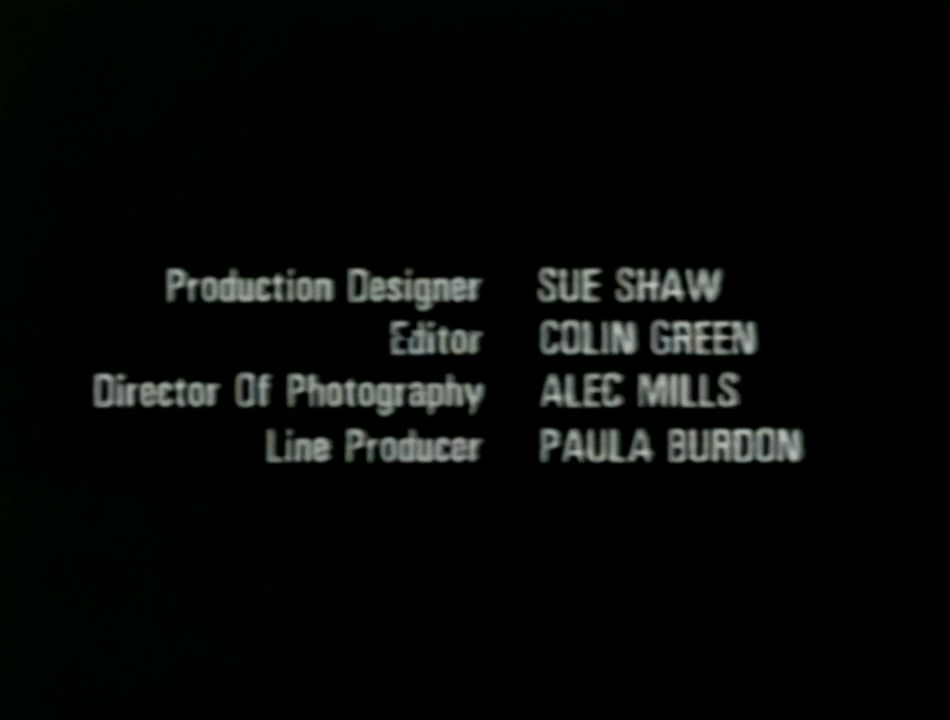 Production Designer SUE SHAW
Editor COLIN GREEN
Director Of Photography ALEC MILLS
Line Producer PAULA BURDON